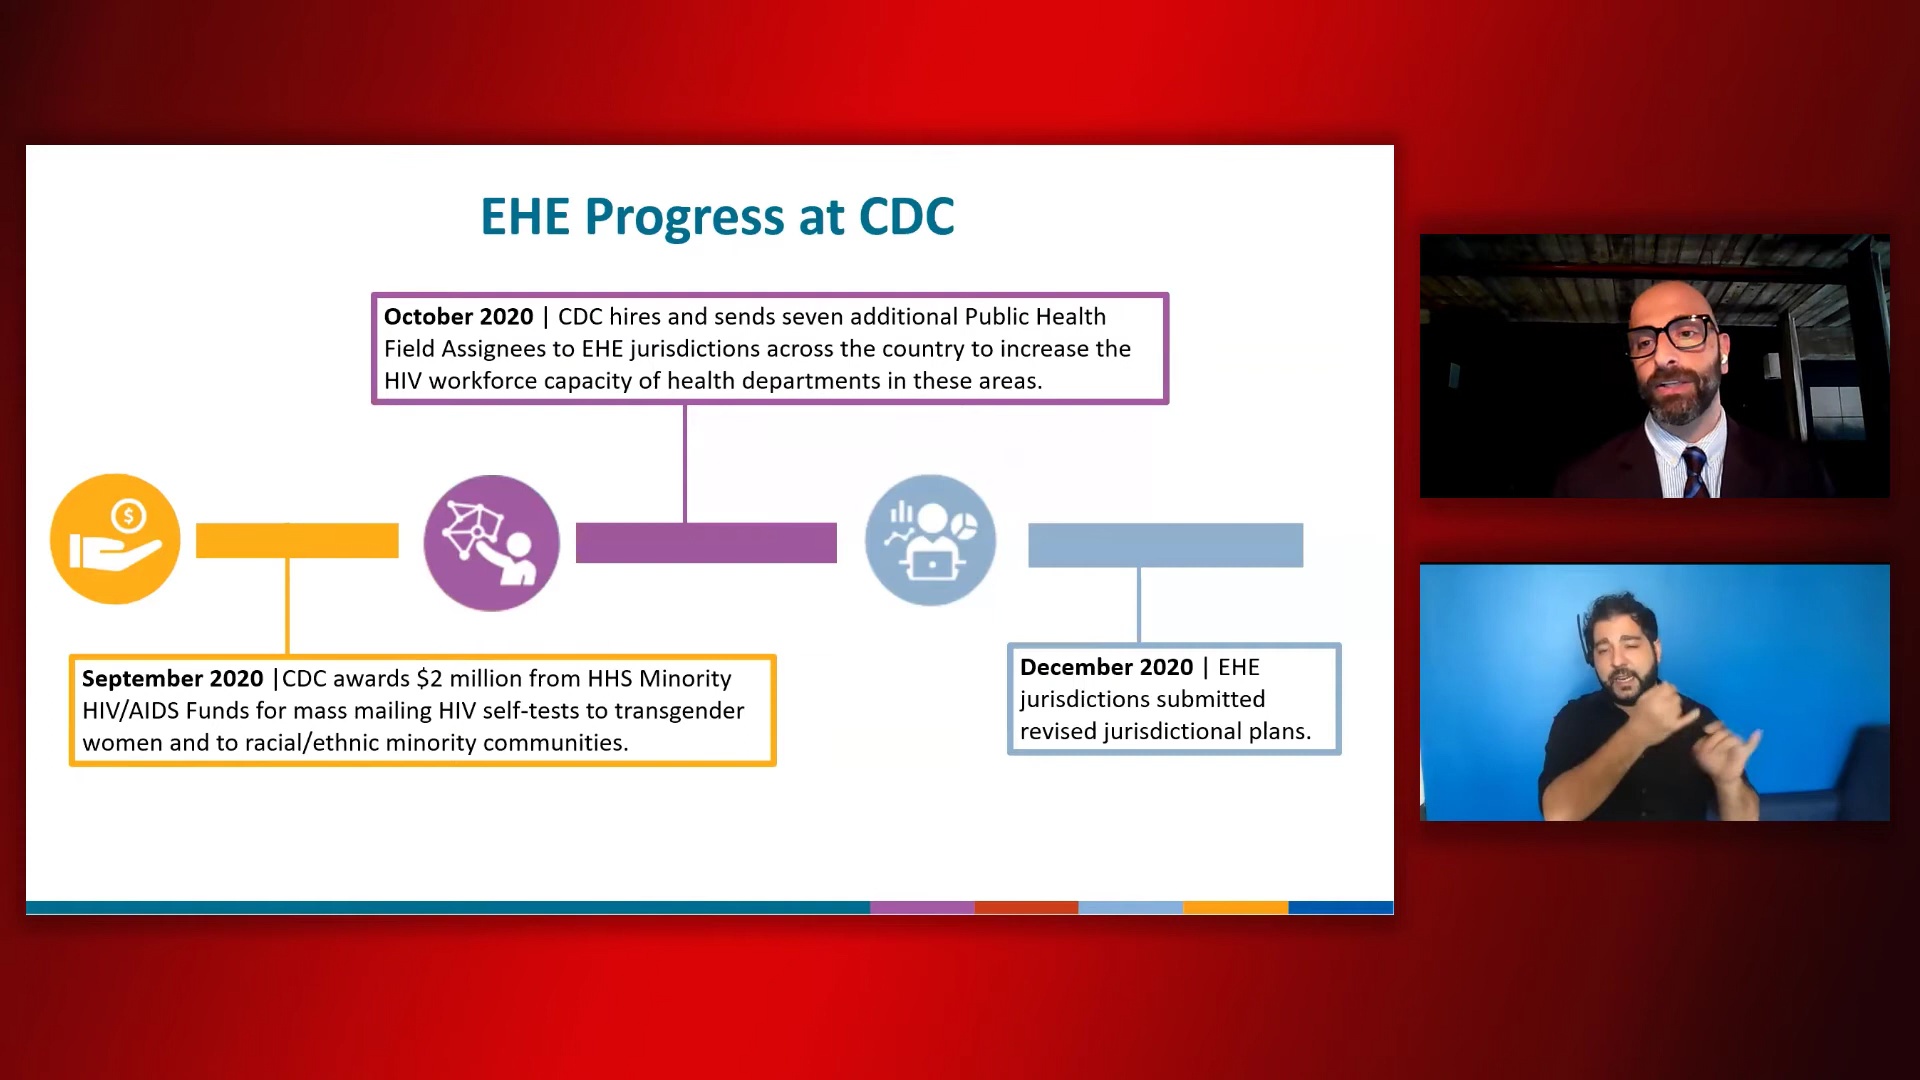 EHE Progress at CDC
October 2020 | CDC hires and sends seven additional Public Health
Field Assignees to EHE jurisdictions across the country to increase the
HIV workforce capacity of health departments in these areas.
$
September 2020 |CDC awards $2 million from HHS Minority
HIV/AIDS Funds for mass mailing HIV self-tests to transgender
women and to racial/ethnic minority communities.
December 2020 | EHE
jurisdictions submitted
revised jurisdictional plans.